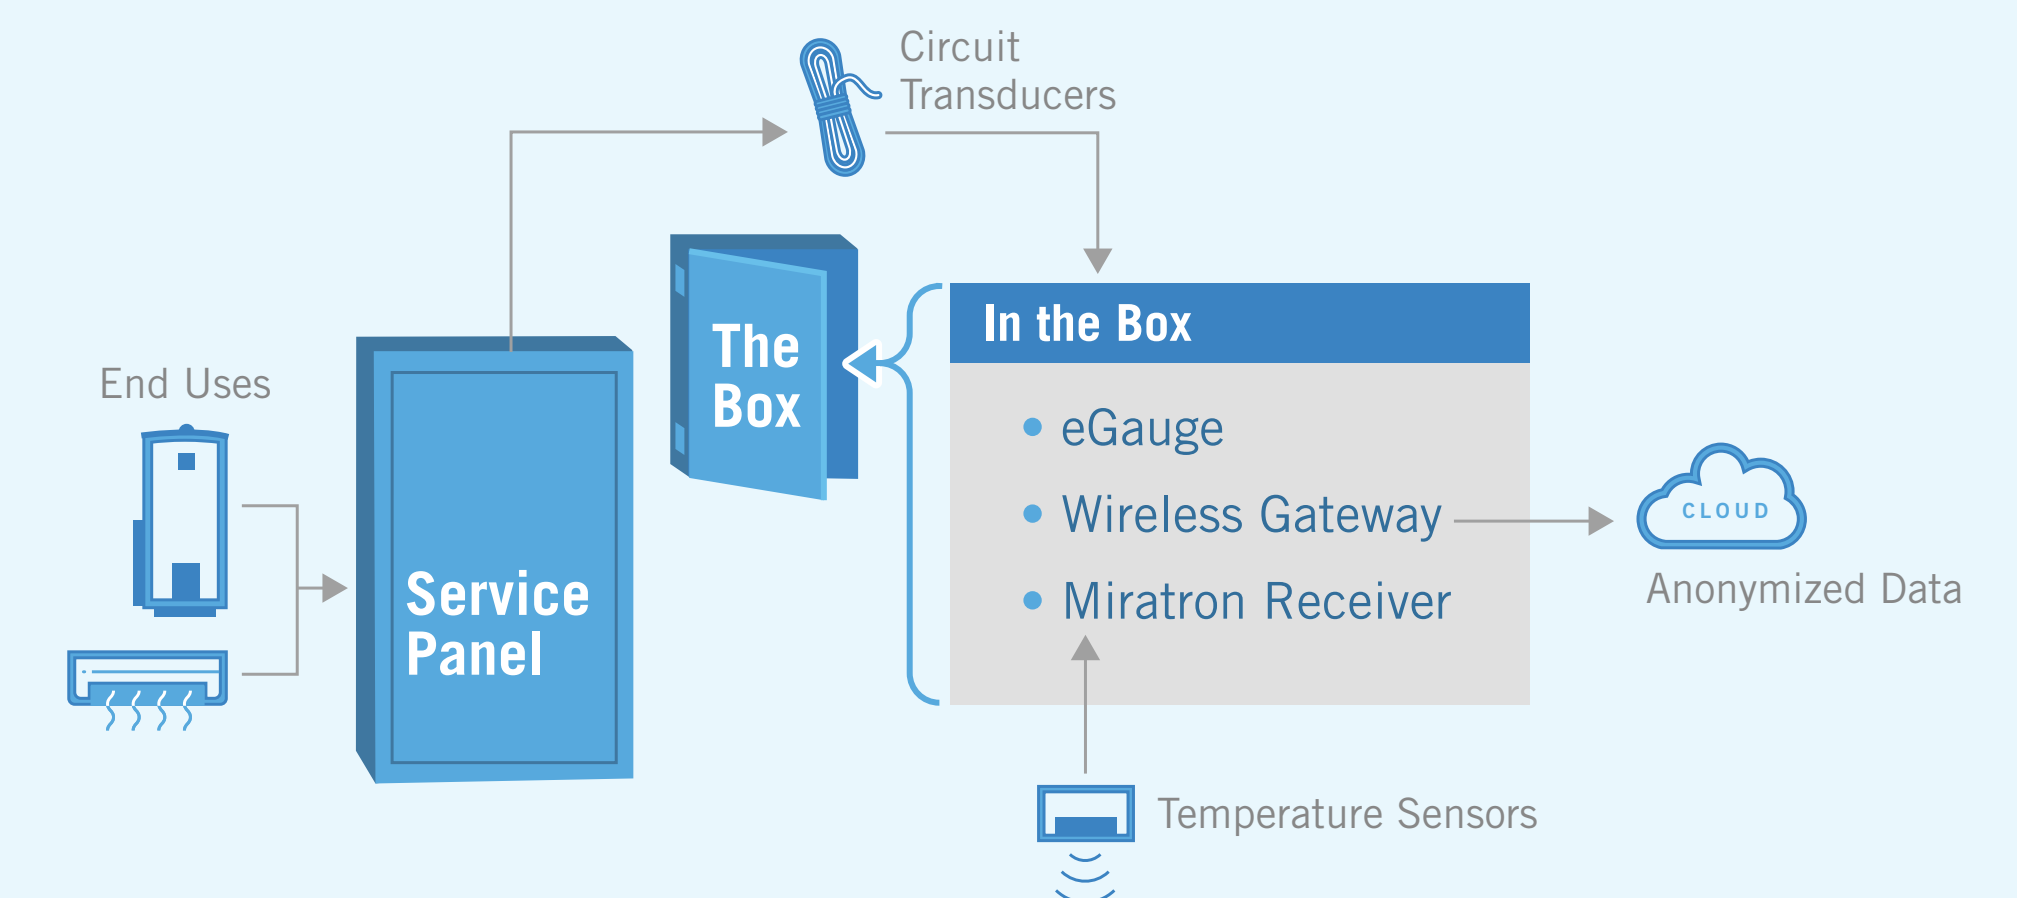 Circuit
Transducers
The
Box
In the Box
End Uses
• eGauge
• Wireless Gateway
• Miratron Receiver
CLOUD
Anonymized Data
Service
Panel
Temperature Sensors